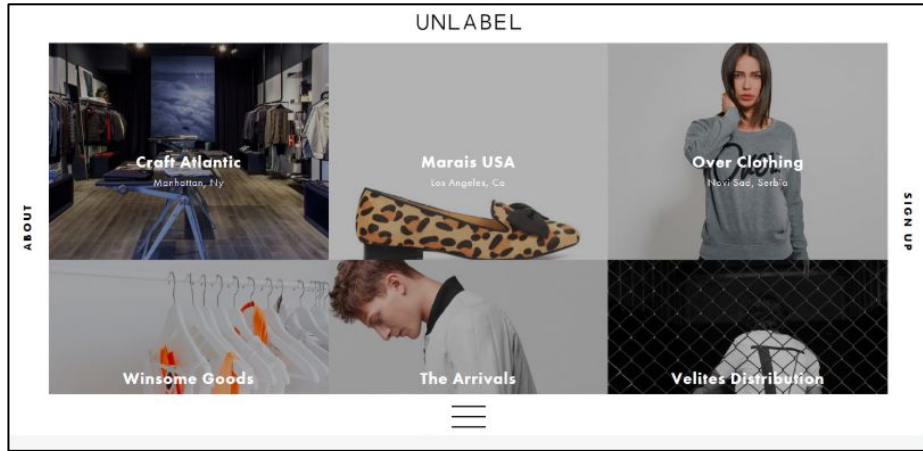 UNLABEL
Craft Atlantic
Manhattan, Ny
Marais USA
Los Angeles, Ca
Over Clothing
Novi Sad, Serbia
Over
ABOUT
SIGN UP
Winsome Goods
The Arrivals
Velites Distribution